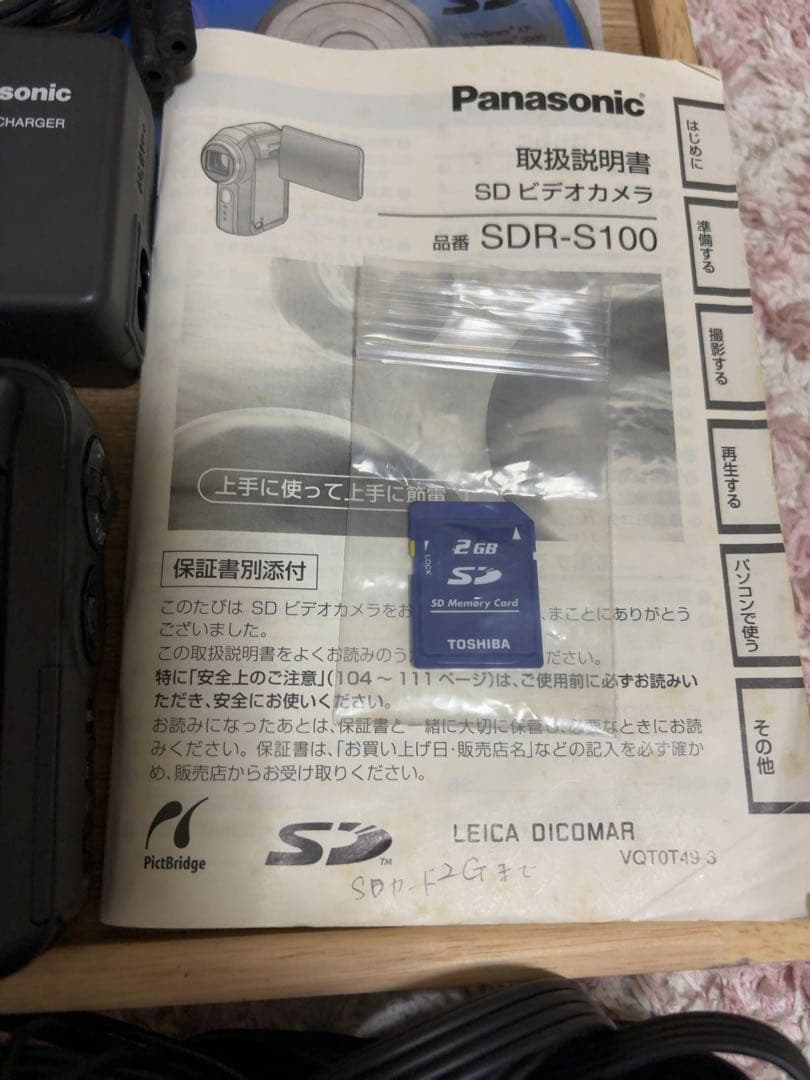 Windows® XP
sonic
CHARGER
Panasonic
取扱説明書
SD ビデオカメラ
品番 SDR-S100
はじめに
準備する
撮影する
再生する
パソコンで使う
その他
上手に使って上手に節電
2GB
LOCK
SD
SD Memory Card
TOSHIBA
保証書別添付
このたびは SD ビデオカメラをお 、まことにありがとう
ございました。
この取扱説明書をよくお読みのう ださい。
特に「安全上のご注意」(104 ~ 111 ページ)は、ご使用前に必ずお読みい
ただき、安全にお使いください。
お読みになったあとは、保証書と一緒に大切に保管し、必要なときにお読
みください。保証書は、「お買い上げ日・販売店名」などの記入を必ず確か
め、販売店からお受け取りください。
PictBridge
SD™
LEICA DICOMAR
VQT0T49-3
SDカード2Gまで